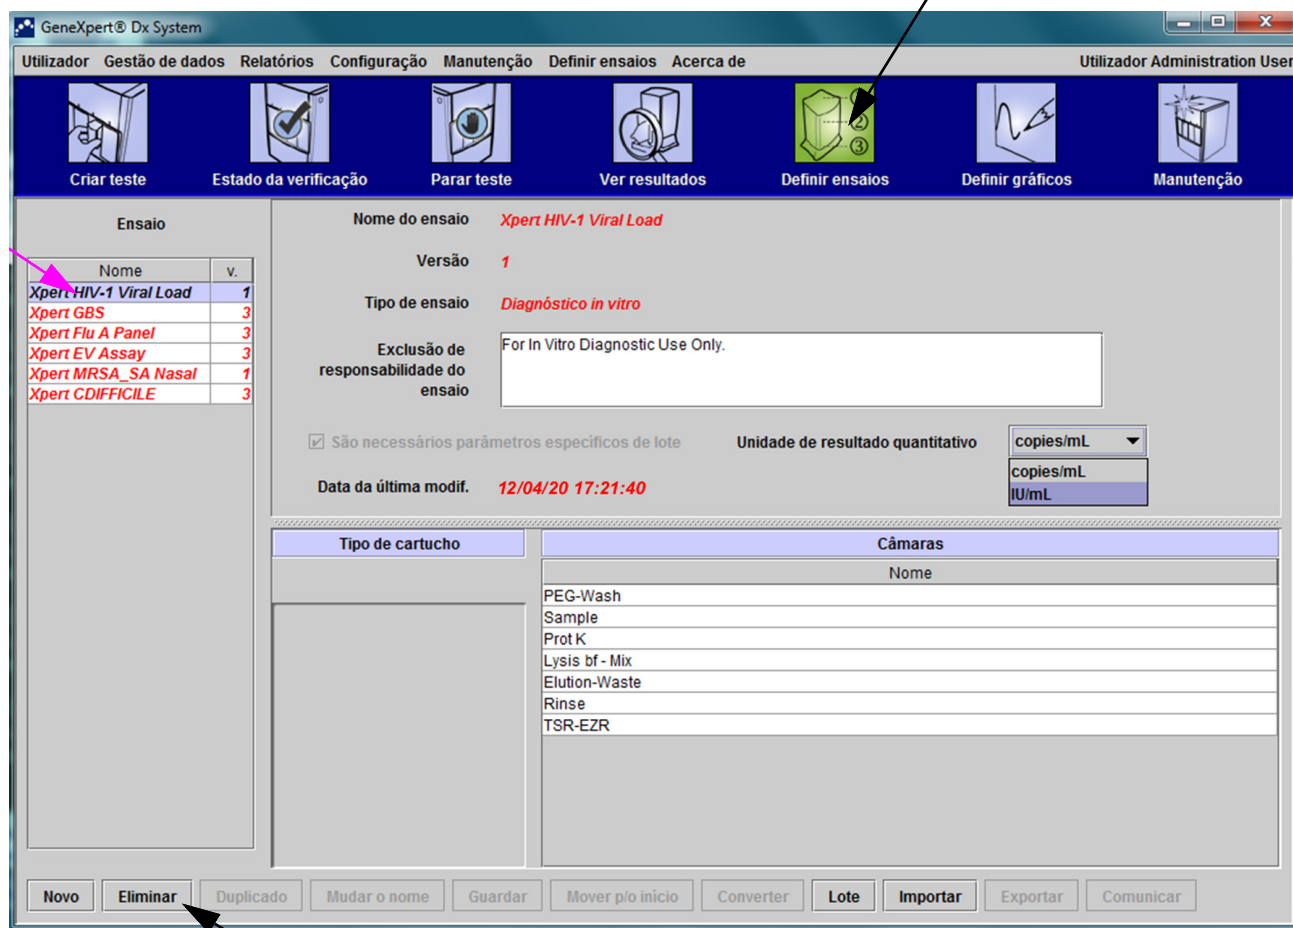 GeneXpert® Dx System
Utilizador Gestão de dados Relatórios Configuração Manutenção Definir ensaios Acerca de Utilizador Administration User
① ② ③
Criar teste Estado da verificação Parar teste Ver resultados Definir ensaios Definir gráficos Manutenção
Ensaio
Nome v.
Xpert HIV-1 Viral Load 1
Xpert GBS 3
Xpert Flu A Panel 3
Xpert EV Assay 3
Xpert MRSA_SA Nasal 1
Xpert CDIFFICILE 3
Nome do ensaio Xpert HIV-1 Viral Load
Versão 1
Tipo de ensaio Diagnóstico in vitro
Exclusão de
responsabilidade do
ensaio
For In Vitro Diagnostic Use Only.
São necessários parâmetros específicos de lote Unidade de resultado quantitativo copies/mL
copies/mL
IU/mL
Data da última modif. 12/04/20 17:21:40
Tipo de cartucho Câmaras
Nome
PEG-Wash
Sample
Prot K
Lysis bf - Mix
Elution-Waste
Rinse
TSR-EZR
Novo Eliminar Duplicado Mudar o nome Guardar Mover p/o início Converter Lote Importar Exportar Comunicar